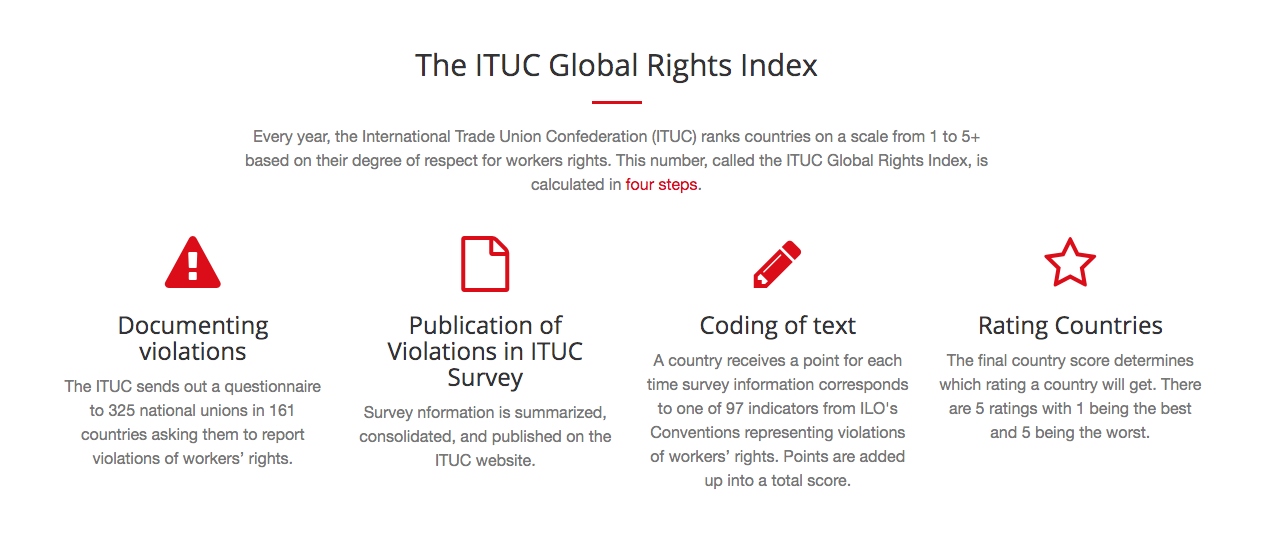 The ITUC Global Rights Index
Every year, the International Trade Union Confederation (ITUC) ranks countries on a scale from 1 to 5+
based on their degree of respect for workers rights. This number, called the ITUC Global Rights Index, is
calculated in four steps.
Documenting
violations
The ITUC sends out a questionnaire
to 325 national unions in 161
countries asking them to report
violations of workers’ rights.
Publication of
Violations in ITUC
Survey
Survey nformation is summarized,
consolidated, and published on the
ITUC website.
Coding of text
A country receives a point for each
time survey information corresponds
to one of 97 indicators from ILO's
Conventions representing violations
of workers’ rights. Points are added
up into a total score.
Rating Countries
The final country score determines
which rating a country will get. There
are 5 ratings with 1 being the best
and 5 being the worst.